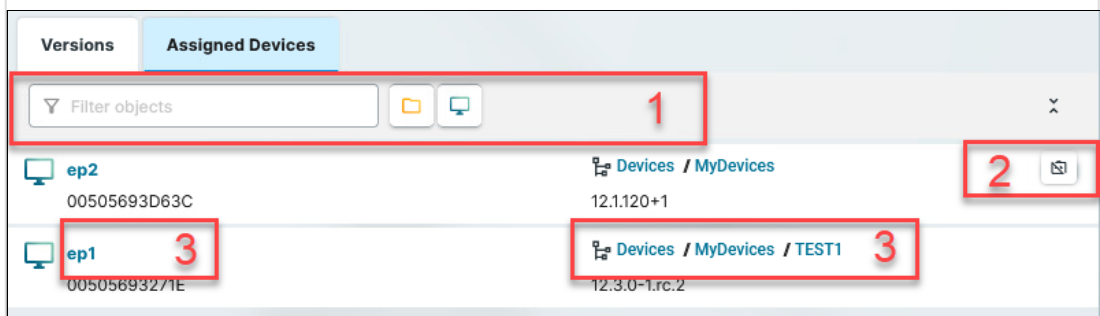 Versions Assigned Devices
Filter objects 1
ep2 Devices / MyDevices 2
00505693D63C 12.1.120+1
ep1 3 Devices / MyDevices / TEST1 3
00505693271E 12.3.0-1.rc.2